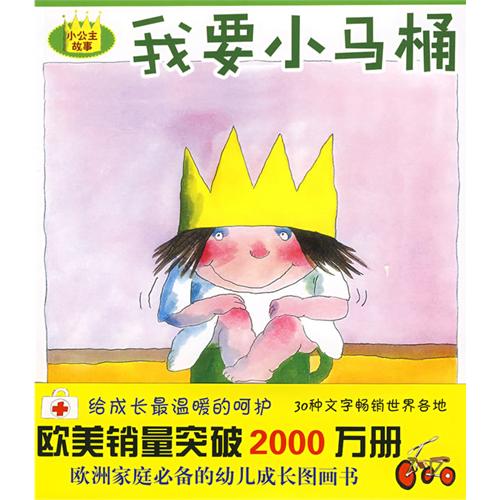 小公主
故事
我要小马桶
给成长最温暖的呵护
30种文字畅销世界各地
欧美销量突破2000万册
欧洲家庭必备的幼儿成长图画书